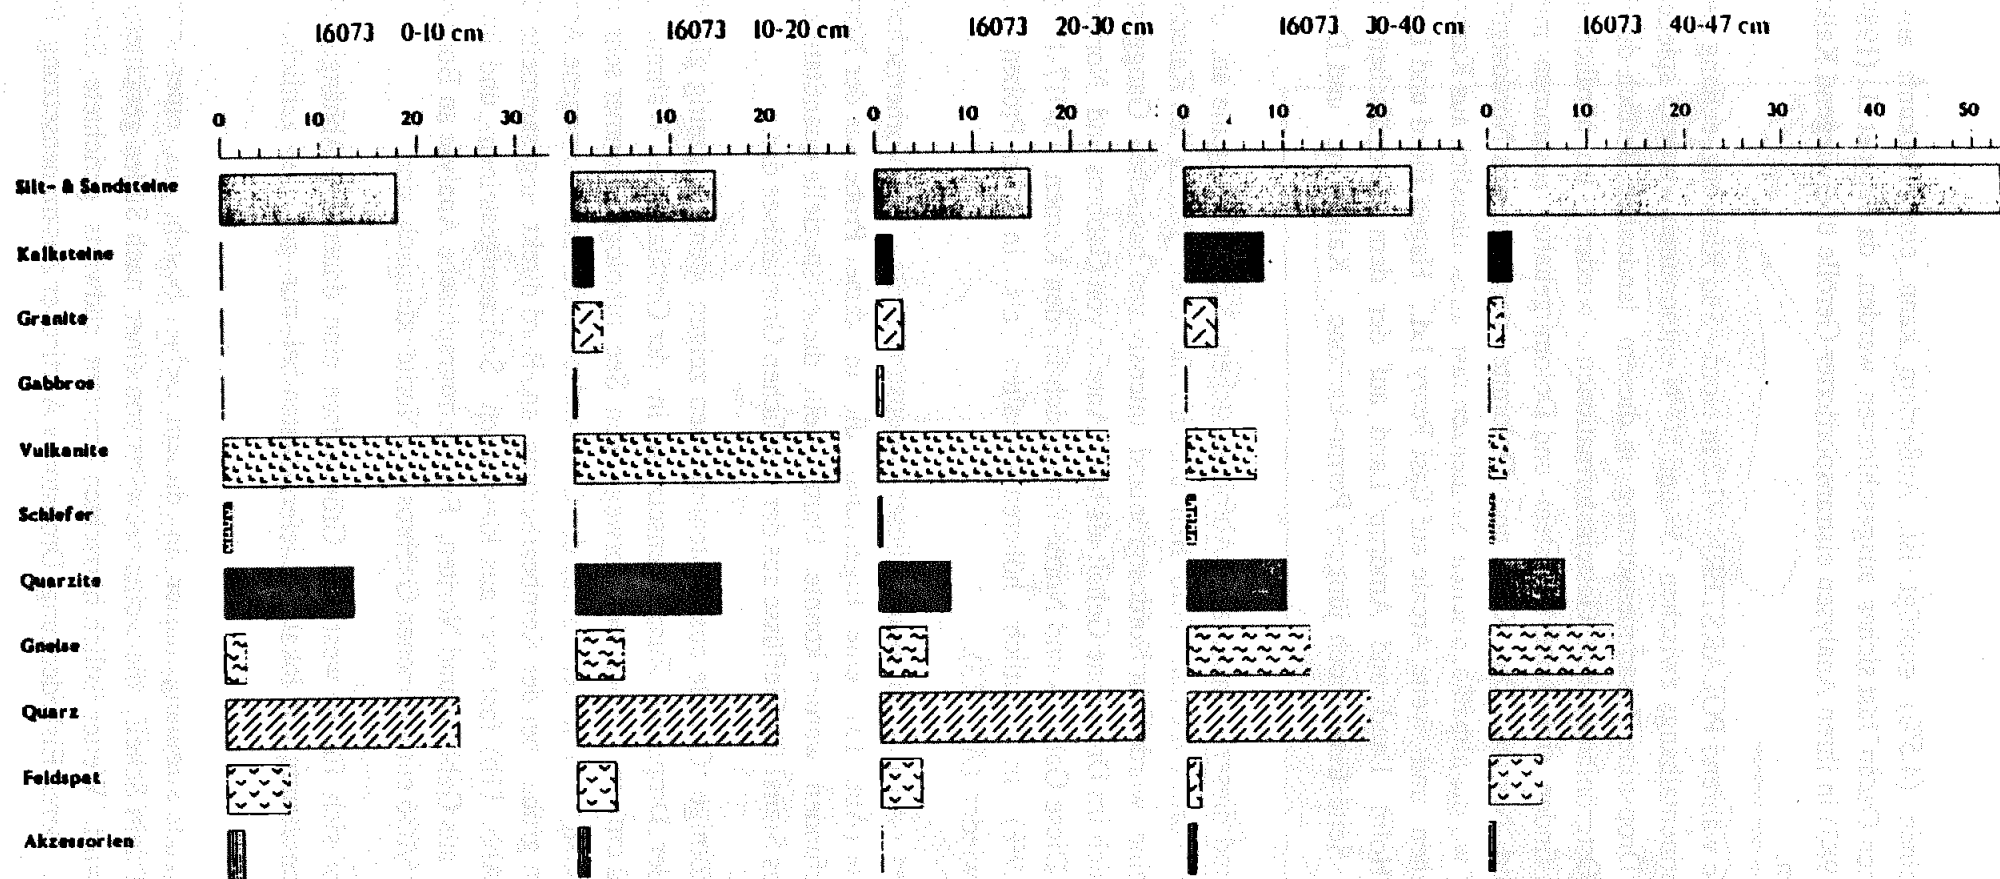 16073 0-10 cm 16073 10-20 cm 16073 20-30 cm 16073 30-40 cm 16073 40-47 cm
0 10 20 30 0 10 20 0 10 20 0 10 20 0 10 20 30 40 50
Silt- & Sandsteine
Kalksteine
Granite
Gabbros
Vulkanite
Schiefer
Quarzite
Gneise
Quarz
Feldspat
Akzessorien